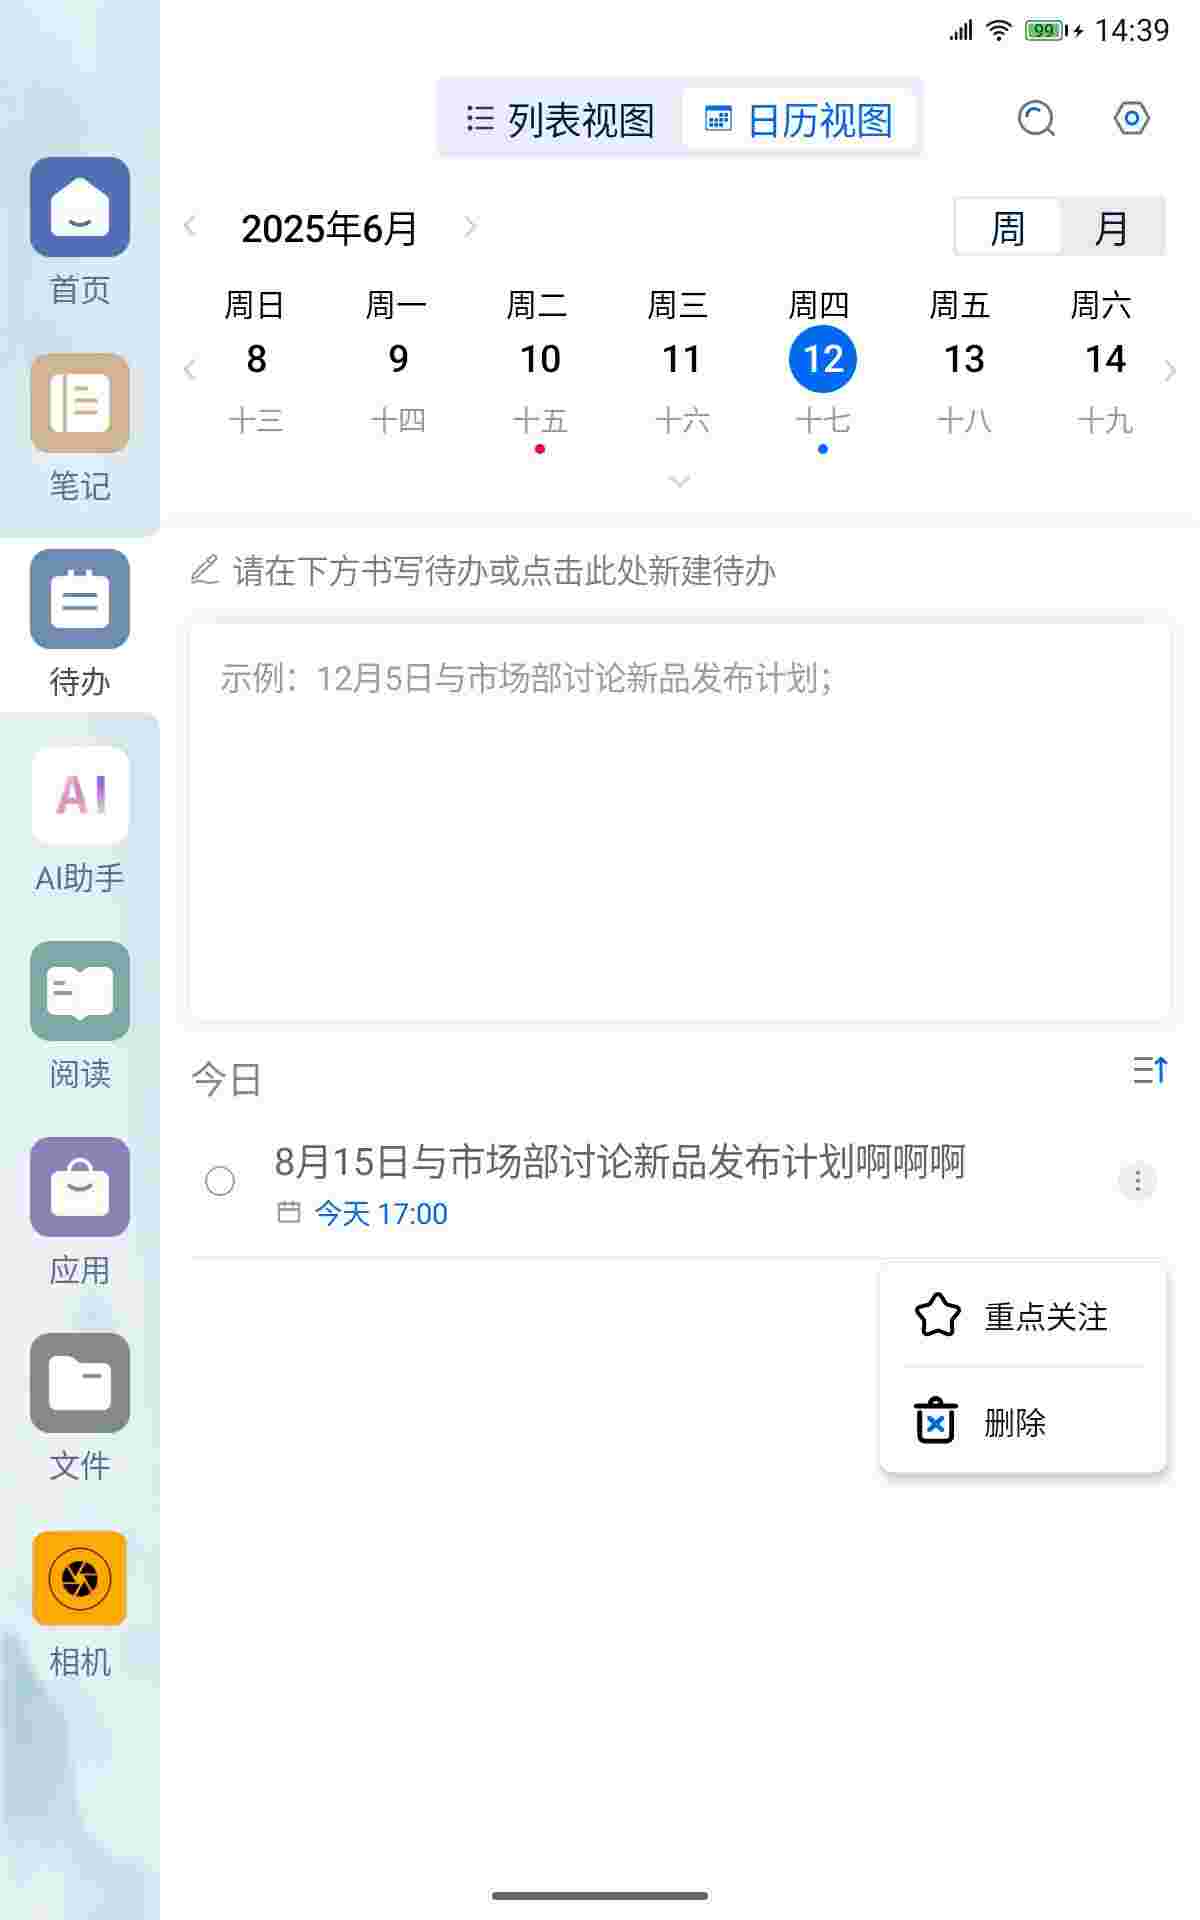 99 14:39
列表视图 日历视图
2025年6月 周 月
周日 周一 周二 周三 周四 周五 周六
8 9 10 11 12 13 14
十三 十四 十五 十六 十七 十八 十九
请在下方书写待办或点击此处新建待办
示例：12月5日与市场部讨论新品发布计划；
今日
8月15日与市场部讨论新品发布计划啊啊啊
今天 17:00
重点关注
删除
首页
笔记
待办
AI
AI助手
阅读
应用
文件
相机